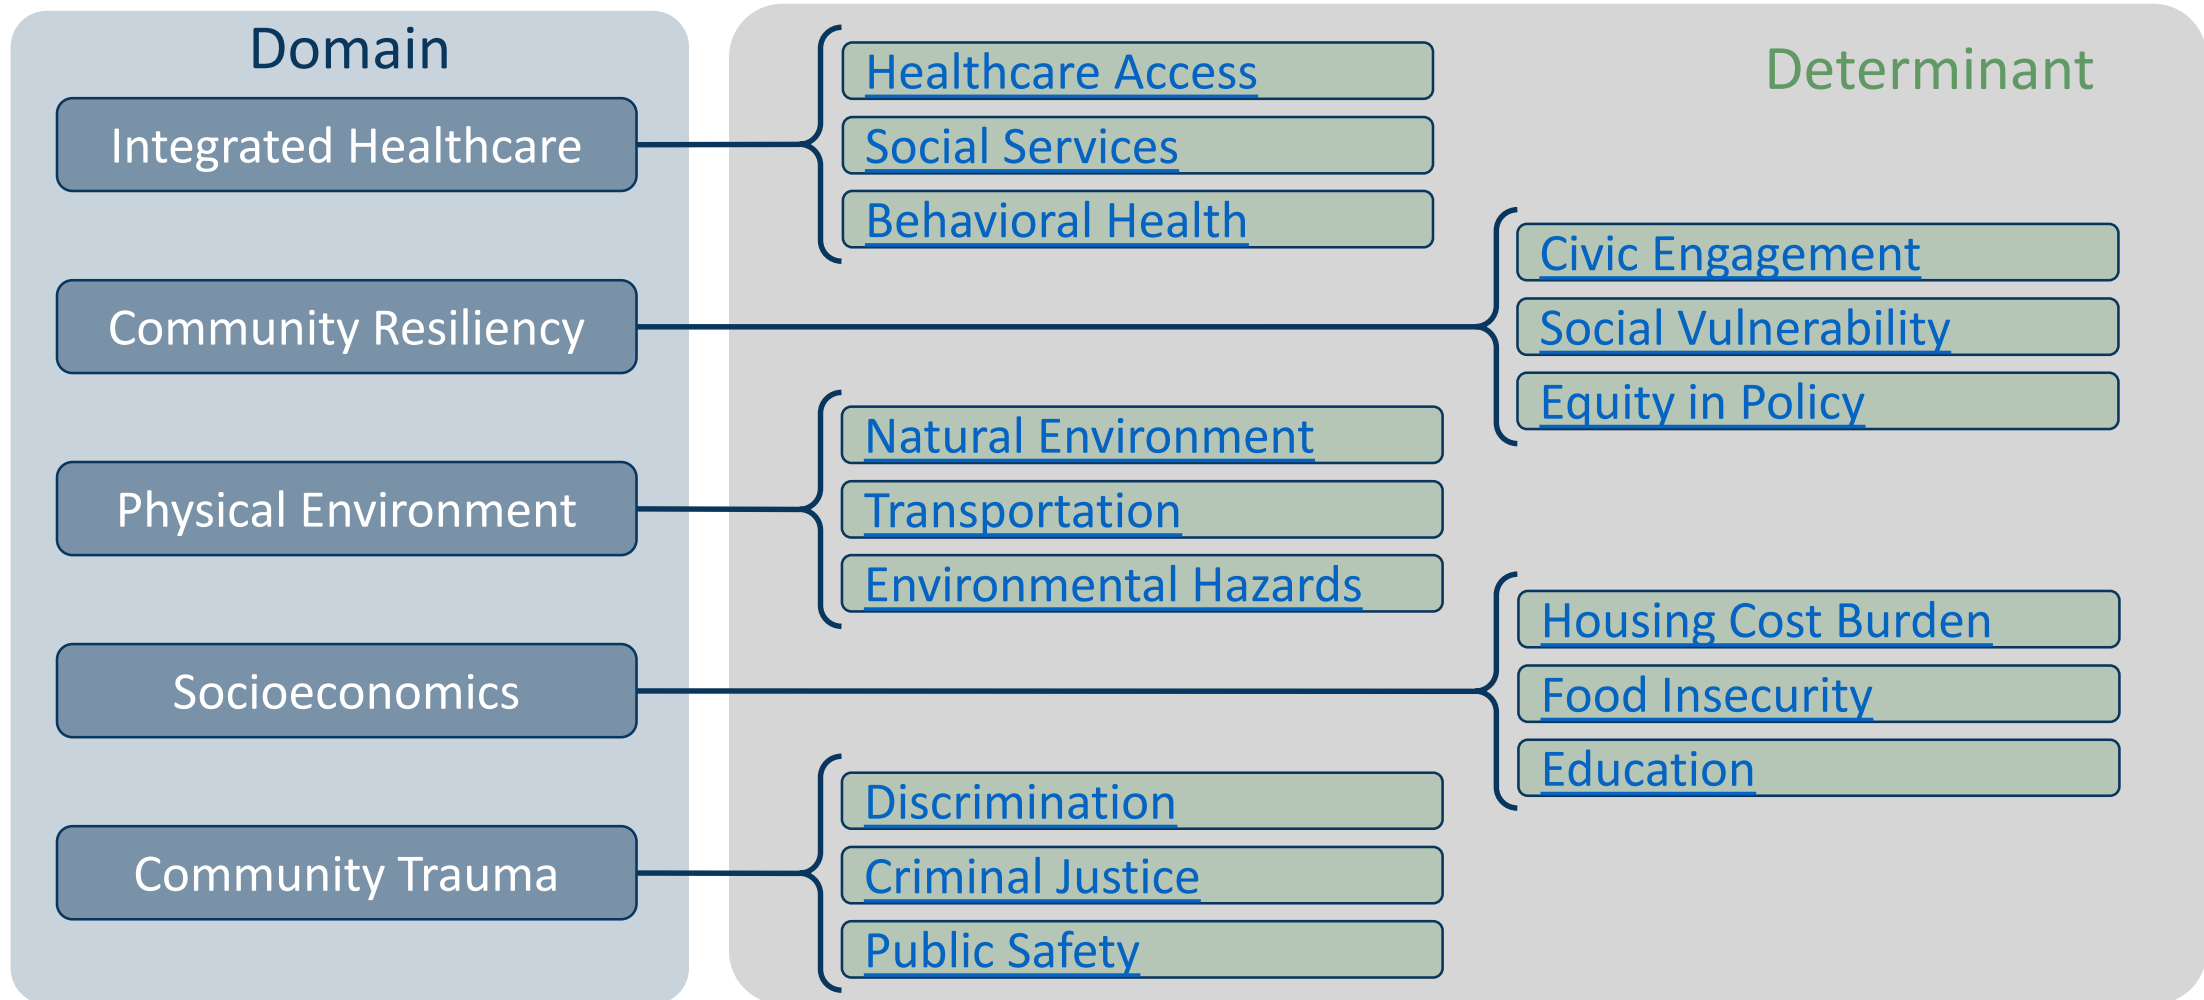 Domain
Determinant
Integrated Healthcare
Healthcare Access
Social Services
Behavioral Health
Community Resiliency
Civic Engagement
Social Vulnerability
Equity in Policy
Physical Environment
Natural Environment
Transportation
Environmental Hazards
Socioeconomics
Housing Cost Burden
Food Insecurity
Education
Community Trauma
Discrimination
Criminal Justice
Public Safety